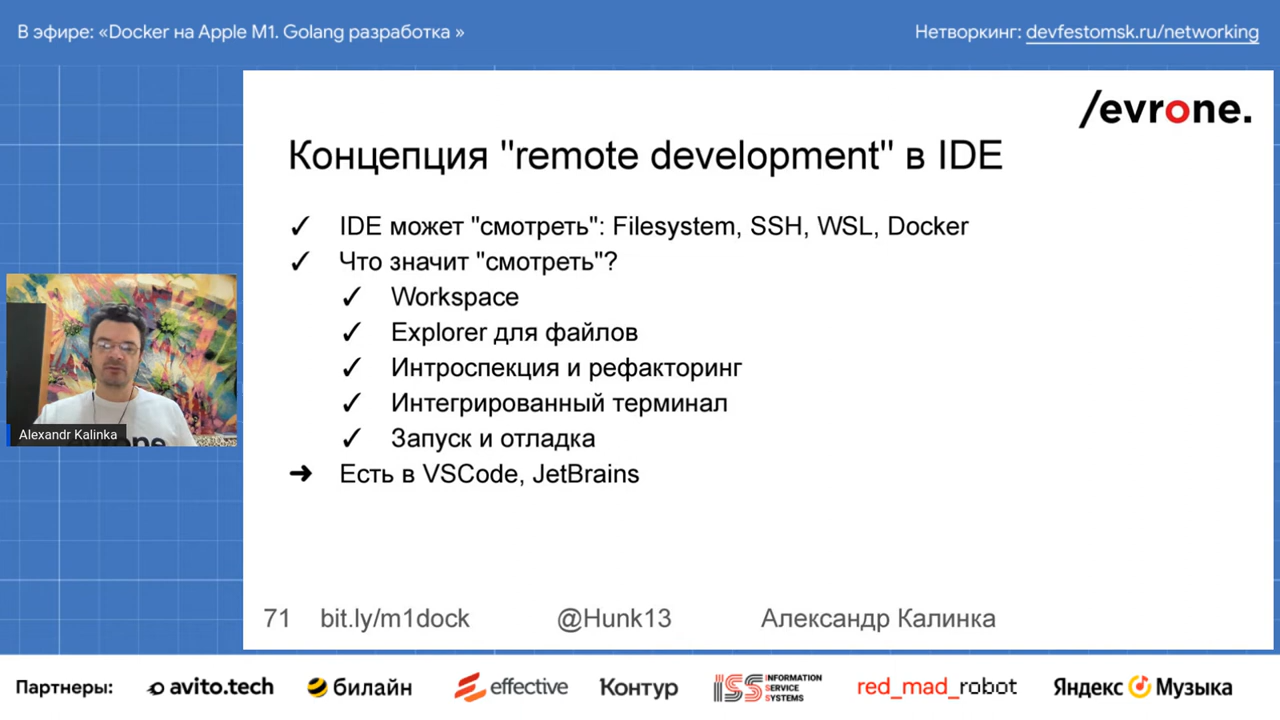 В эфире: «Docker на Apple M1. Golang разработка »
Нетворкинг: devfestomsk.ru/networking
/evrone.
Концепция "remote development" в IDE
✓ IDE может "смотреть": Filesystem, SSH, WSL, Docker
✓ Что значит "смотреть"?
✓ Workspace
✓ Explorer для файлов
✓ Интроспекция и рефакторинг
✓ Интегрированный терминал
✓ Запуск и отладка
➜ Есть в VSCode, JetBrains
Alexandr Kalinka
71 bit.ly/m1dock @Hunk13 Александр Калинка
Партнеры: avito.tech билайн effective Контур ISS INFORMATION SERVICE SYSTEMS red_mad_robot Яндекс Музыка